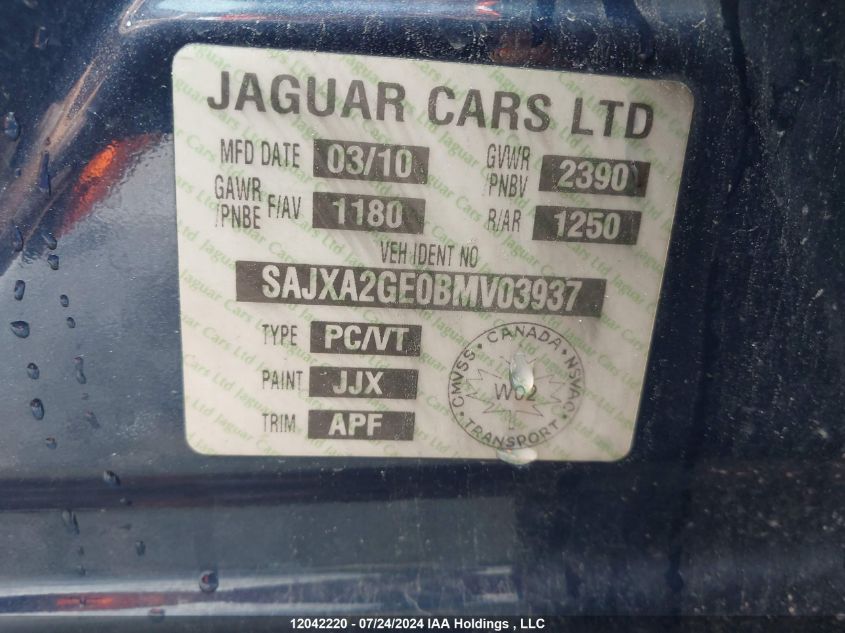 JAGUAR CARS LTD
MFD DATE 03/10 GVWR /PNBV 2390
GAWR /PNBE F/AV 1180 R/AR 1250
VEH IDENT NO
SAJXA2GE0BMV03937
TYPE PC/VT
PAINT JJX
TRIM APF
CANADA · NSVAC · TRANSPORT · CMVSS
W02
12042220 - 07/24/2024 IAA Holdings , LLC